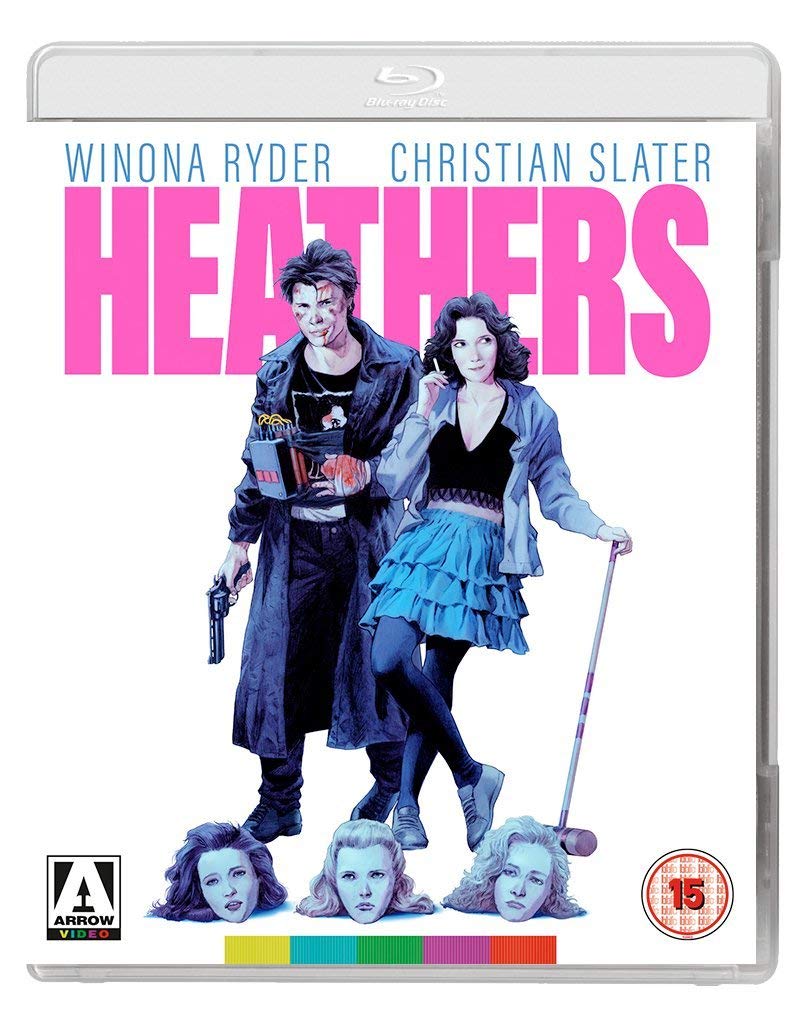 Blu-ray Disc
WINONA RYDER CHRISTIAN SLATER
HEATHERS
ARROW
VIDEO
15